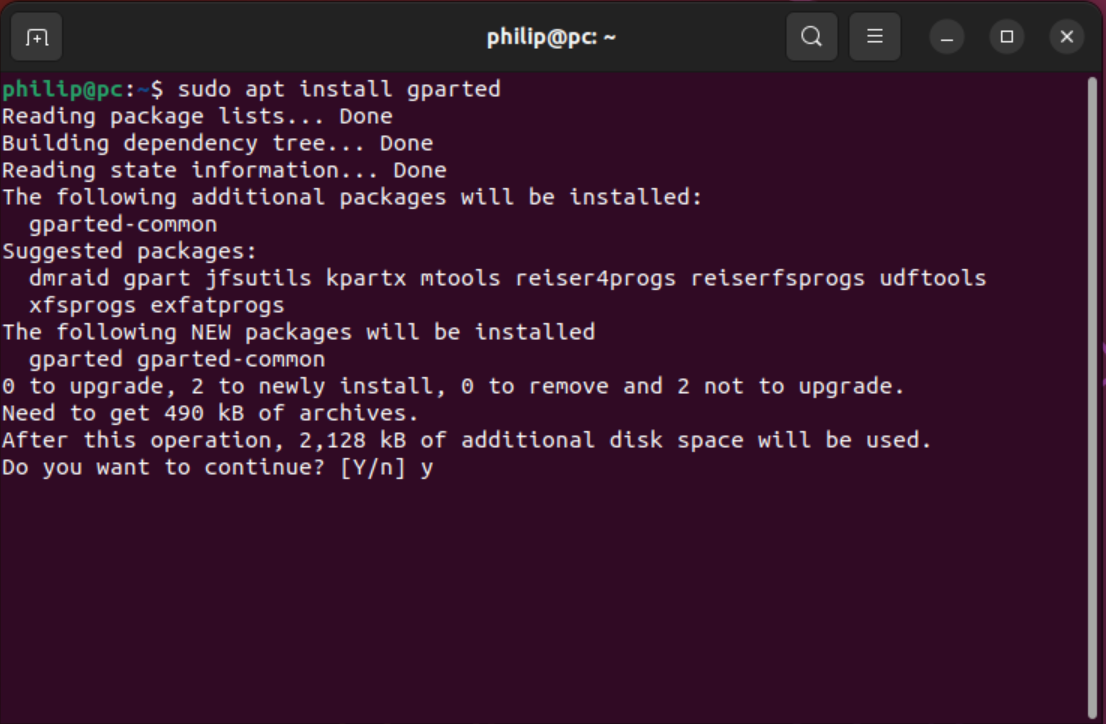 philip@pc: ~
philip@pc:~$ sudo apt install gparted
Reading package lists... Done
Building dependency tree... Done
Reading state information... Done
The following additional packages will be installed:
  gparted-common
Suggested packages:
  dmraid gpart jfsutils kpartx mtools reiser4progs reiserfsprogs udftools
  xfsprogs exfatprogs
The following NEW packages will be installed
  gparted gparted-common
0 to upgrade, 2 to newly install, 0 to remove and 2 not to upgrade.
Need to get 490 kB of archives.
After this operation, 2,128 kB of additional disk space will be used.
Do you want to continue? [Y/n] y